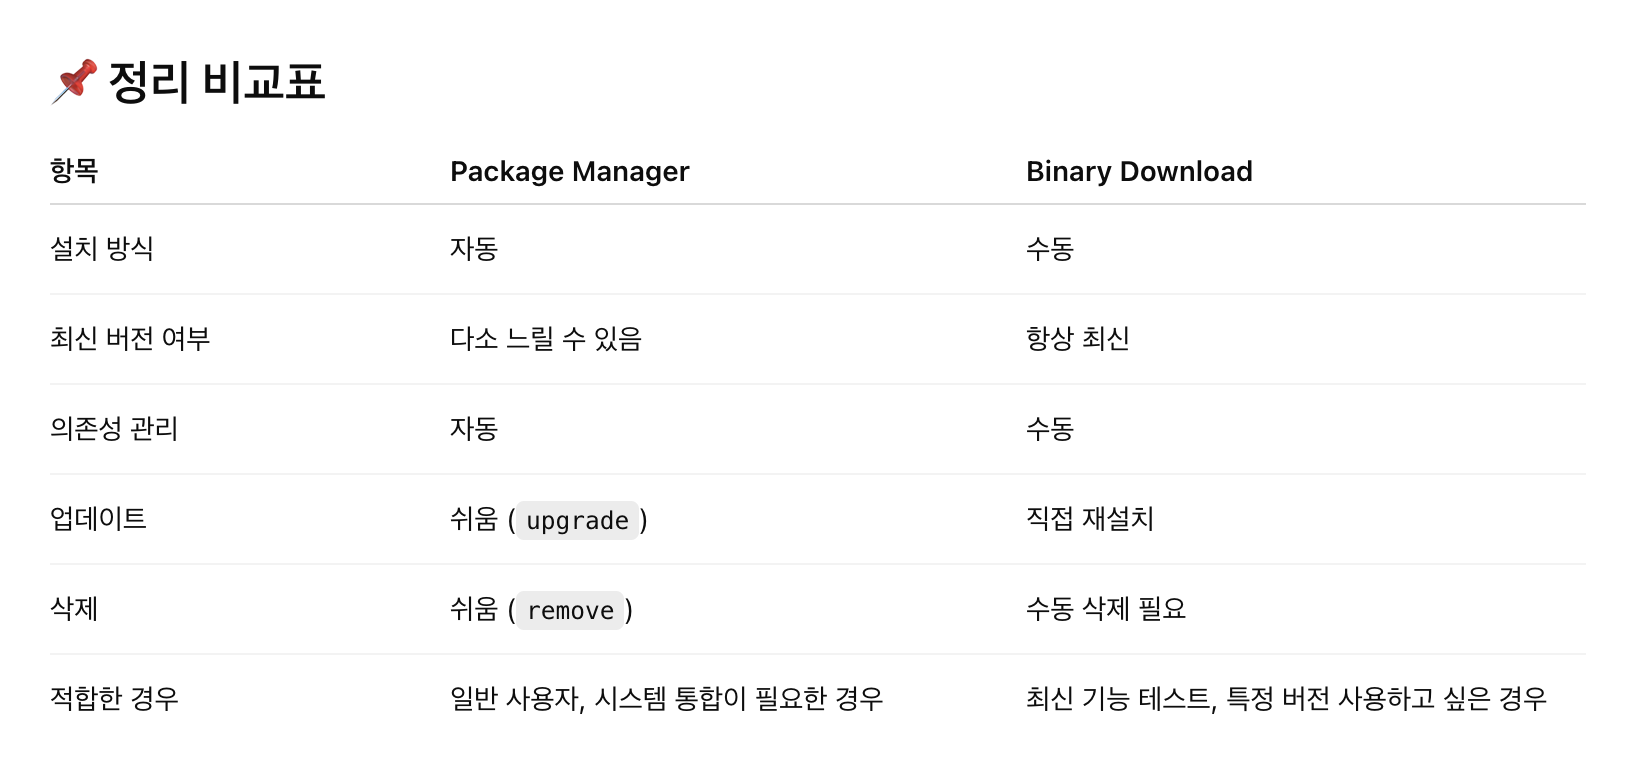 📌 정리 비교표
항목 Package Manager Binary Download
설치 방식 자동 수동
최신 버전 여부 다소 느릴 수 있음 항상 최신
의존성 관리 자동 수동
업데이트 쉬움 (upgrade) 직접 재설치
삭제 쉬움 (remove) 수동 삭제 필요
적합한 경우 일반 사용자, 시스템 통합이 필요한 경우 최신 기능 테스트, 특정 버전 사용하고 싶은 경우